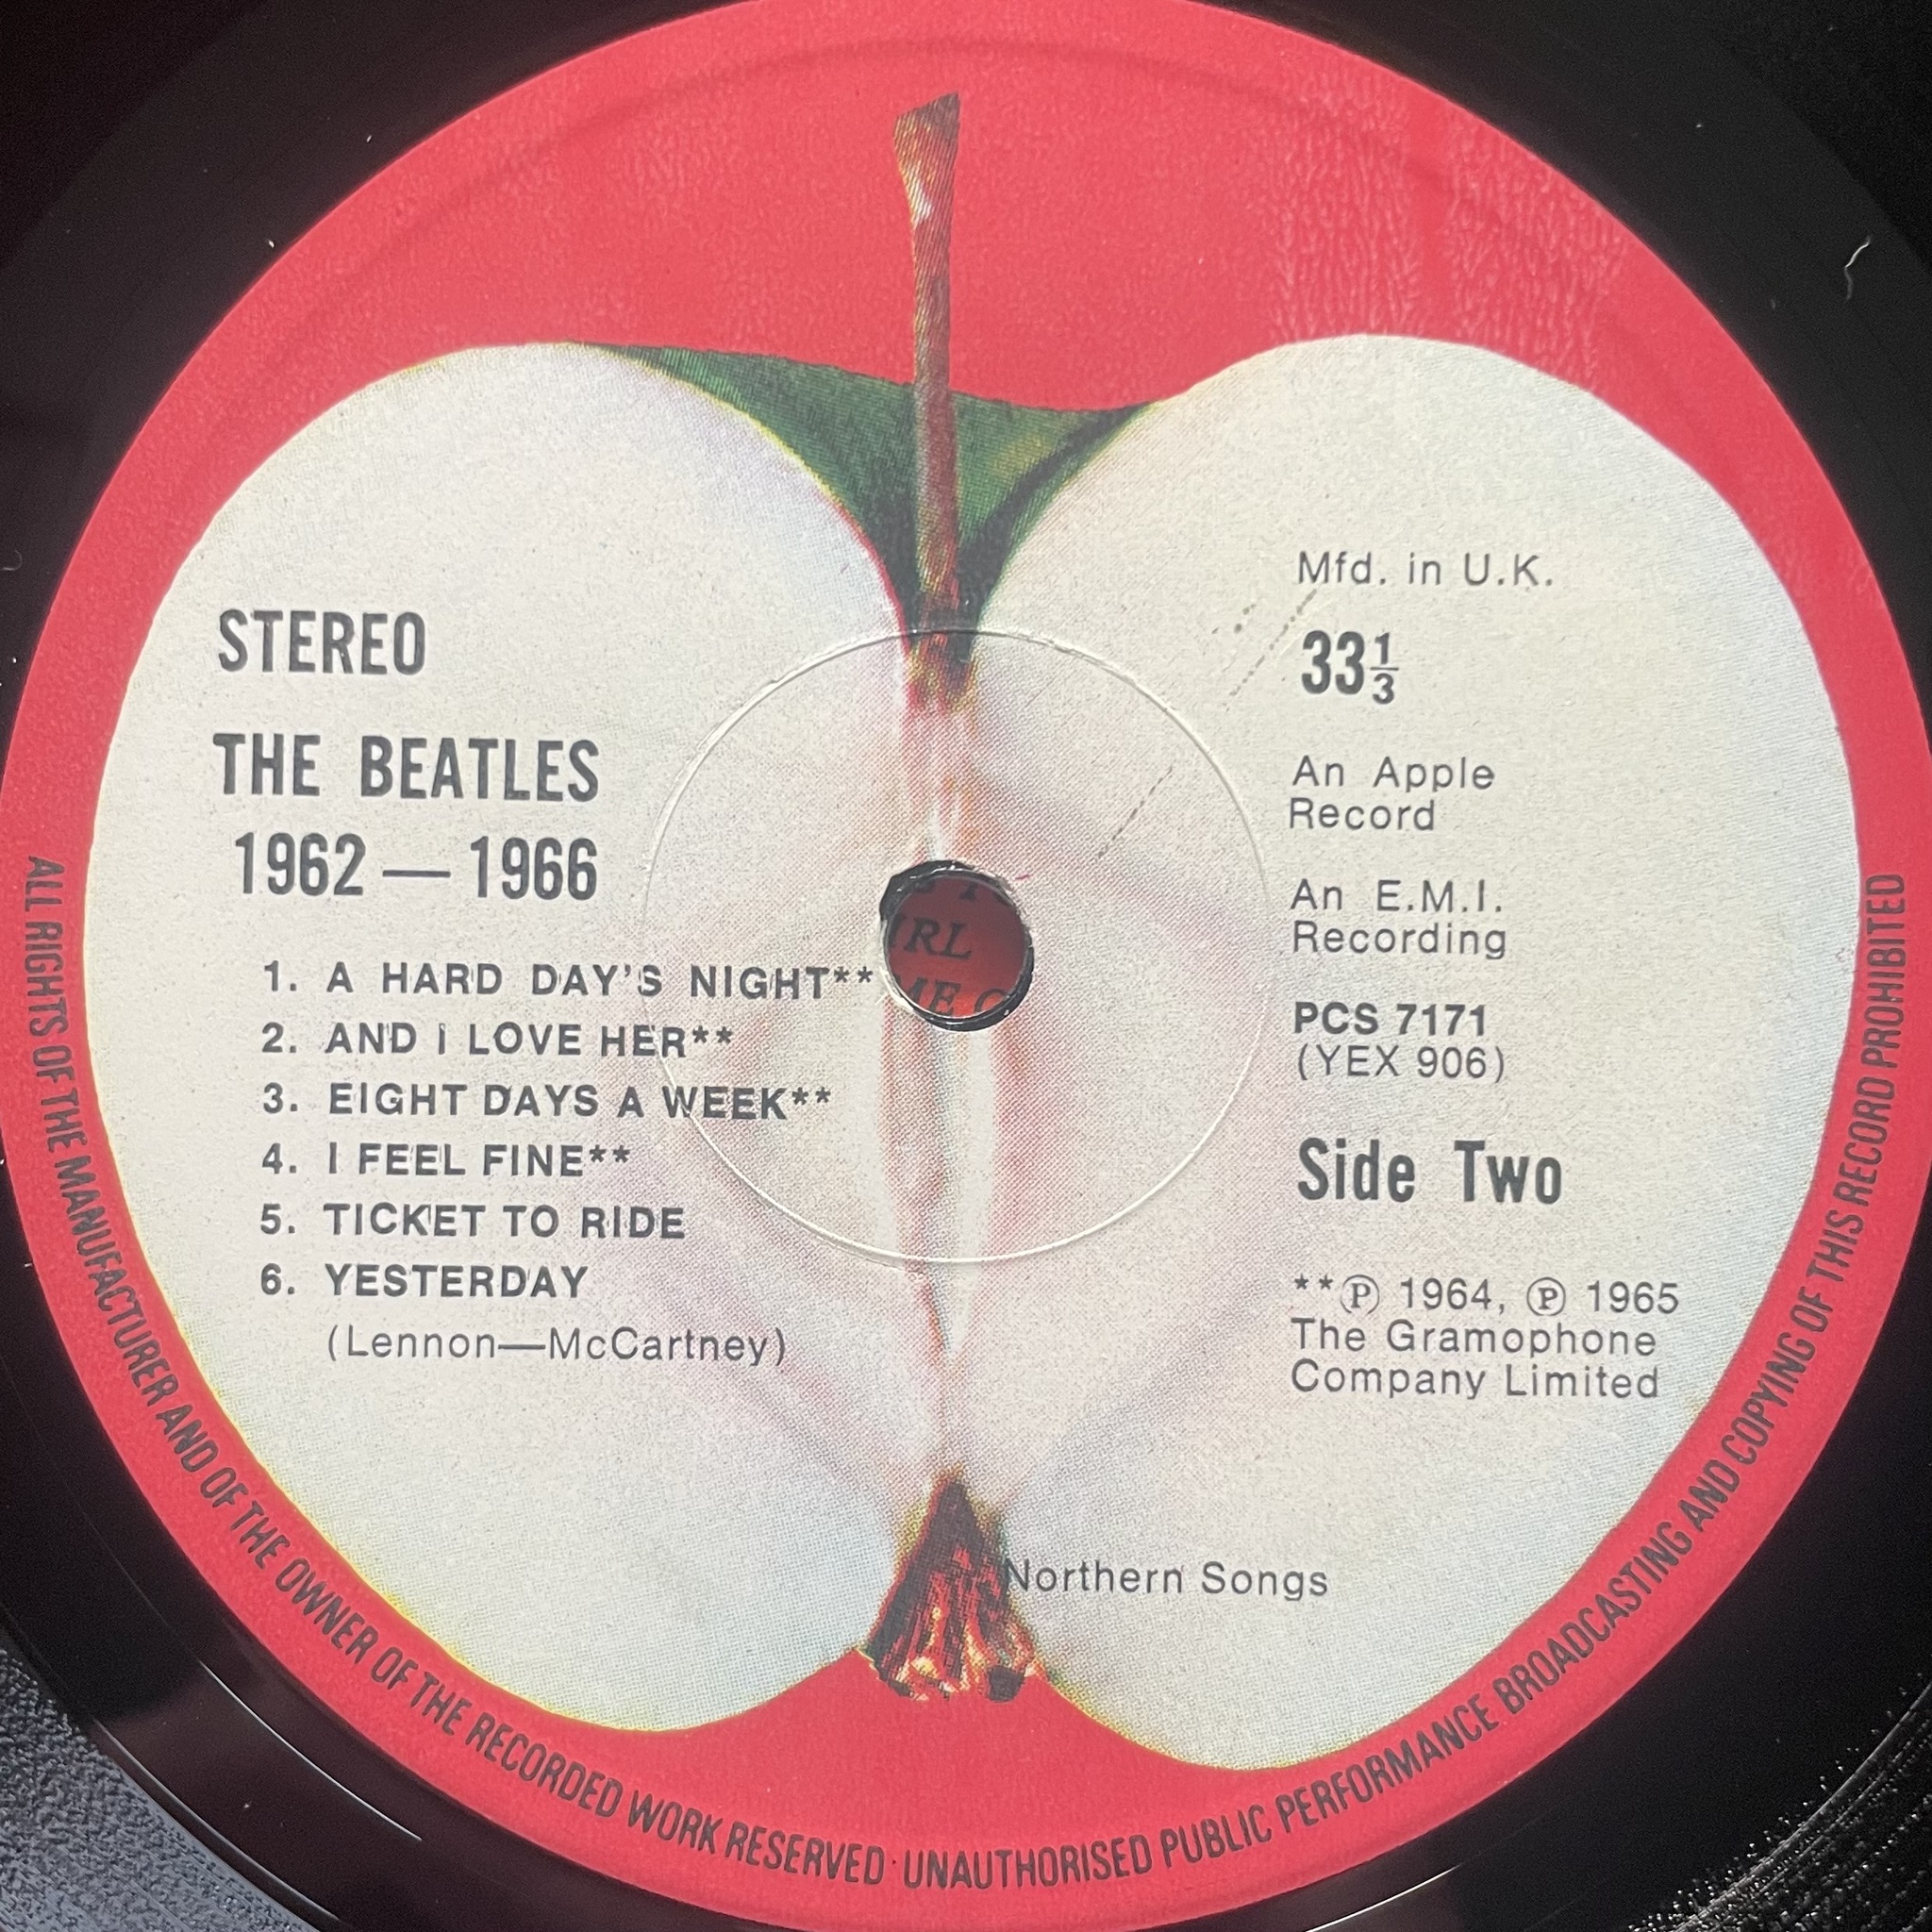 STEREO
THE BEATLES
1962 — 1966
1. A HARD DAY'S NIGHT**
2. AND I LOVE HER**
3. EIGHT DAYS A WEEK**
4. I FEEL FINE**
5. TICKET TO RIDE
6. YESTERDAY
(Lennon—McCartney)
Mfd. in U.K.
33⅓
An Apple
Record
An E.M.I.
Recording
PCS 7171
(YEX 906)
Side Two
**℗ 1964, ℗ 1965
The Gramophone
Company Limited
Northern Songs
ALL RIGHTS OF THE MANUFACTURER AND OF THE OWNER OF THE RECORDED WORK RESERVED · UNAUTHORISED PUBLIC PERFORMANCE BROADCASTING AND COPYING OF THIS RECORD PROHIBITED